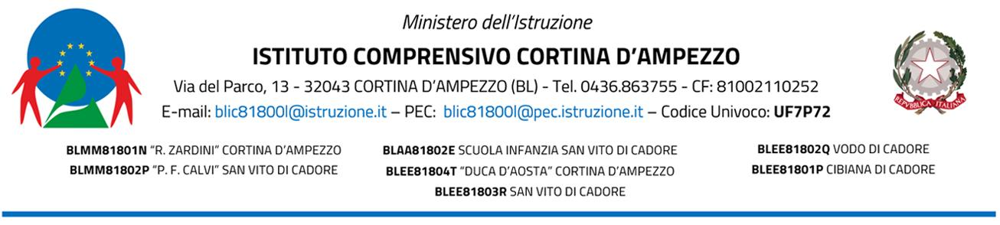 Ministero dell'Istruzione
ISTITUTO COMPRENSIVO CORTINA D'AMPEZZO
Via del Parco, 13 - 32043 CORTINA D'AMPEZZO (BL) - Tel. 0436.863755 - CF: 81002110252
E-mail: blic81800l@istruzione.it – PEC: blic81800l@pec.istruzione.it – Codice Univoco: UF7P72
BLMM81801N "R. ZARDINI" CORTINA D'AMPEZZO
BLMM81802P "P. F. CALVI" SAN VITO DI CADORE
BLAA81802E SCUOLA INFANZIA SAN VITO DI CADORE
BLEE81804T "DUCA D'AOSTA" CORTINA D'AMPEZZO
BLEE81803R SAN VITO DI CADORE
BLEE81802Q VODO DI CADORE
BLEE81801P CIBIANA DI CADORE
REPVBBLICA ITALIANA